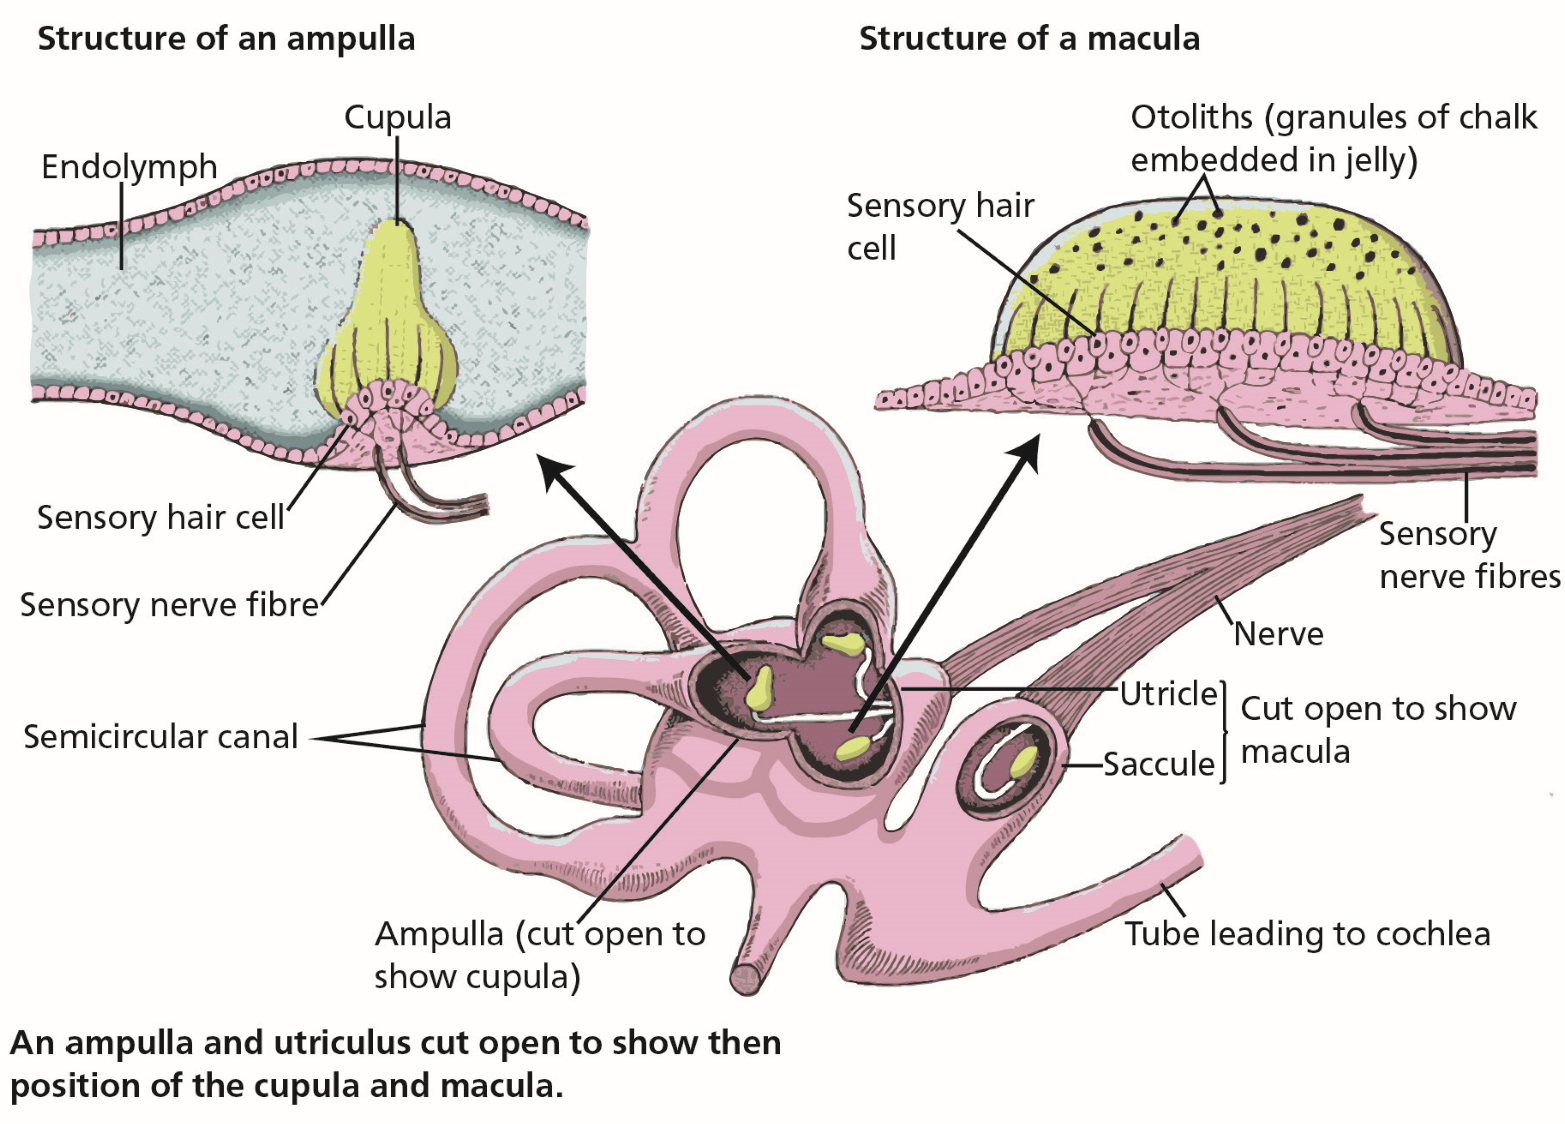 Structure of an ampulla
Cupula
Endolymph
Sensory hair cell
Sensory nerve fibre
Structure of a macula
Otoliths (granules of chalk
embedded in jelly)
Sensory hair
cell
Sensory
nerve fibres
Nerve
Utricle
Saccule
Cut open to show
macula
Semicircular canal
Ampulla (cut open to
show cupula)
Tube leading to cochlea
An ampulla and utriculus cut open to show then
position of the cupula and macula.